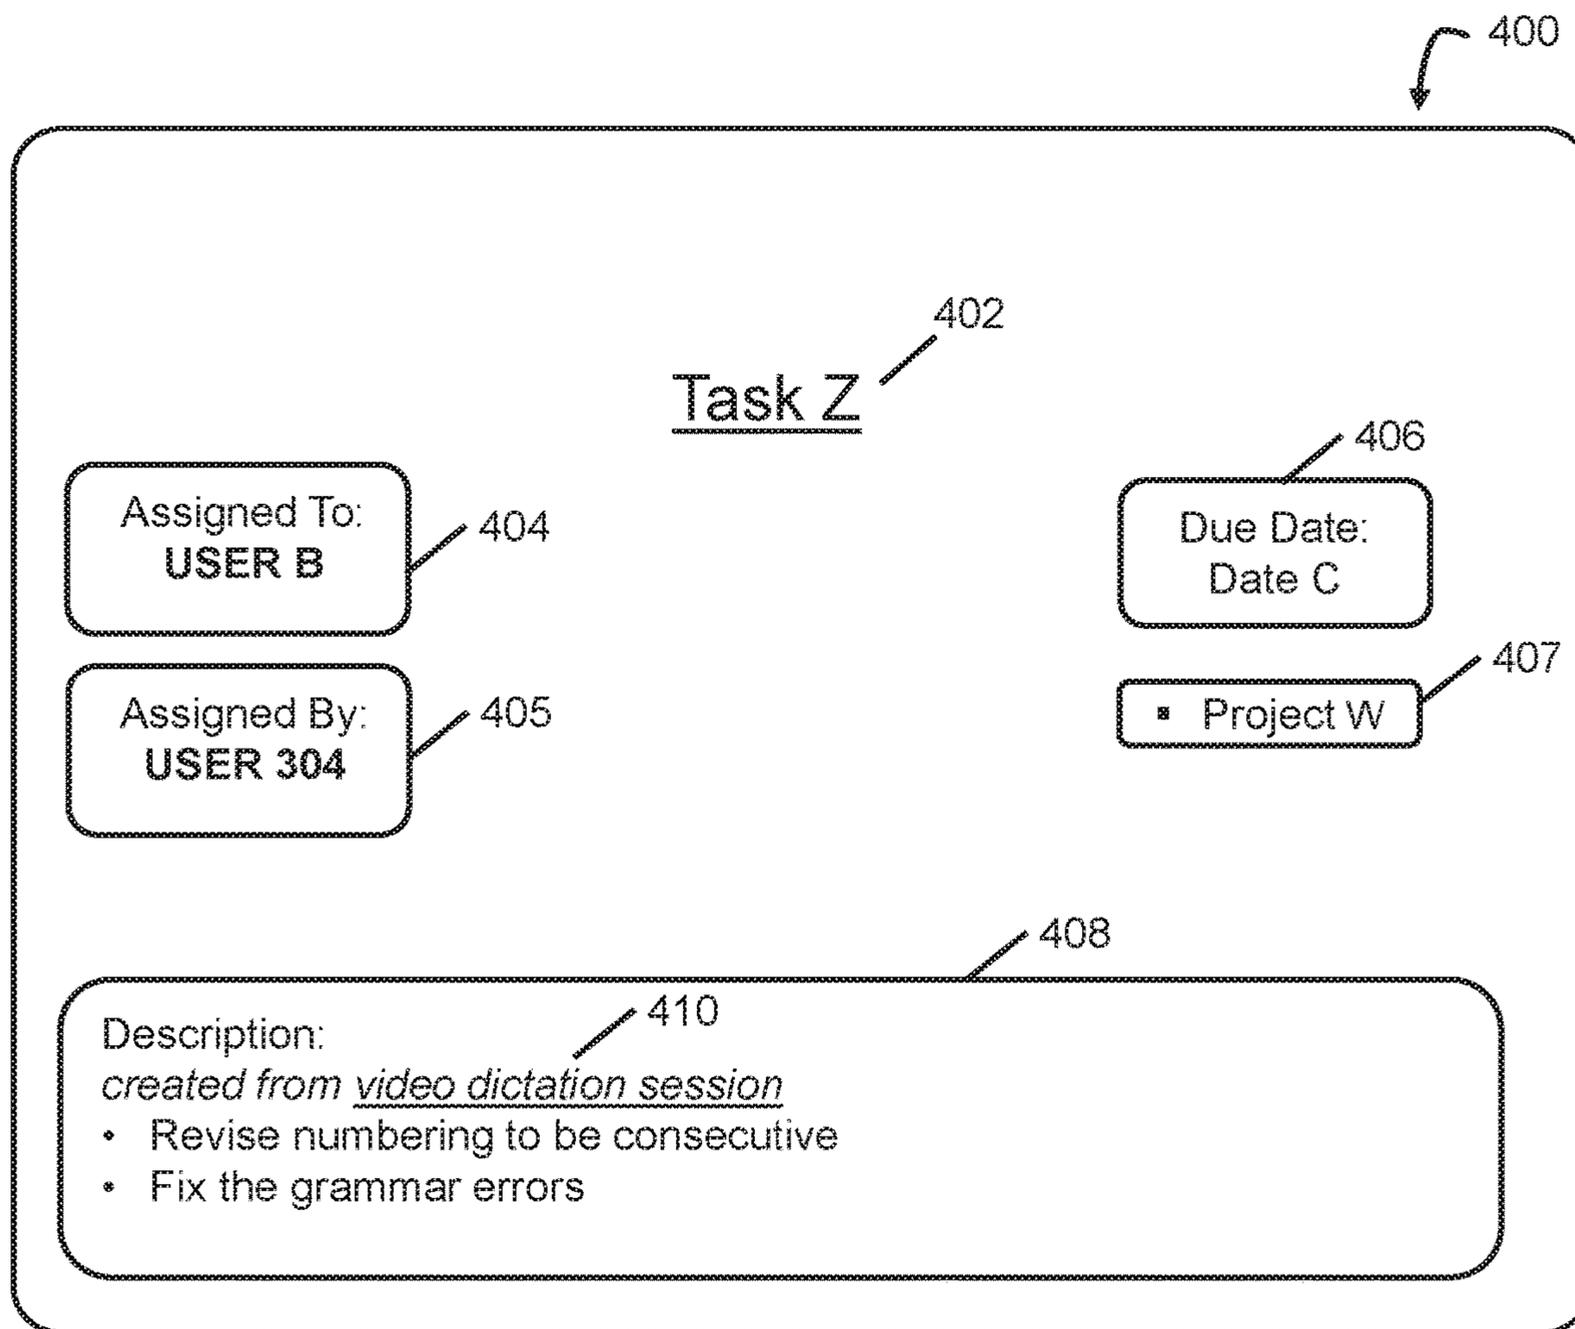 400
402
Task Z
406
Assigned To:
USER B
404
Due Date:
Date C
407
Assigned By:
USER 304
405
▪ Project W
408
410
Description:
created from video dictation session
• Revise numbering to be consecutive
• Fix the grammar errors